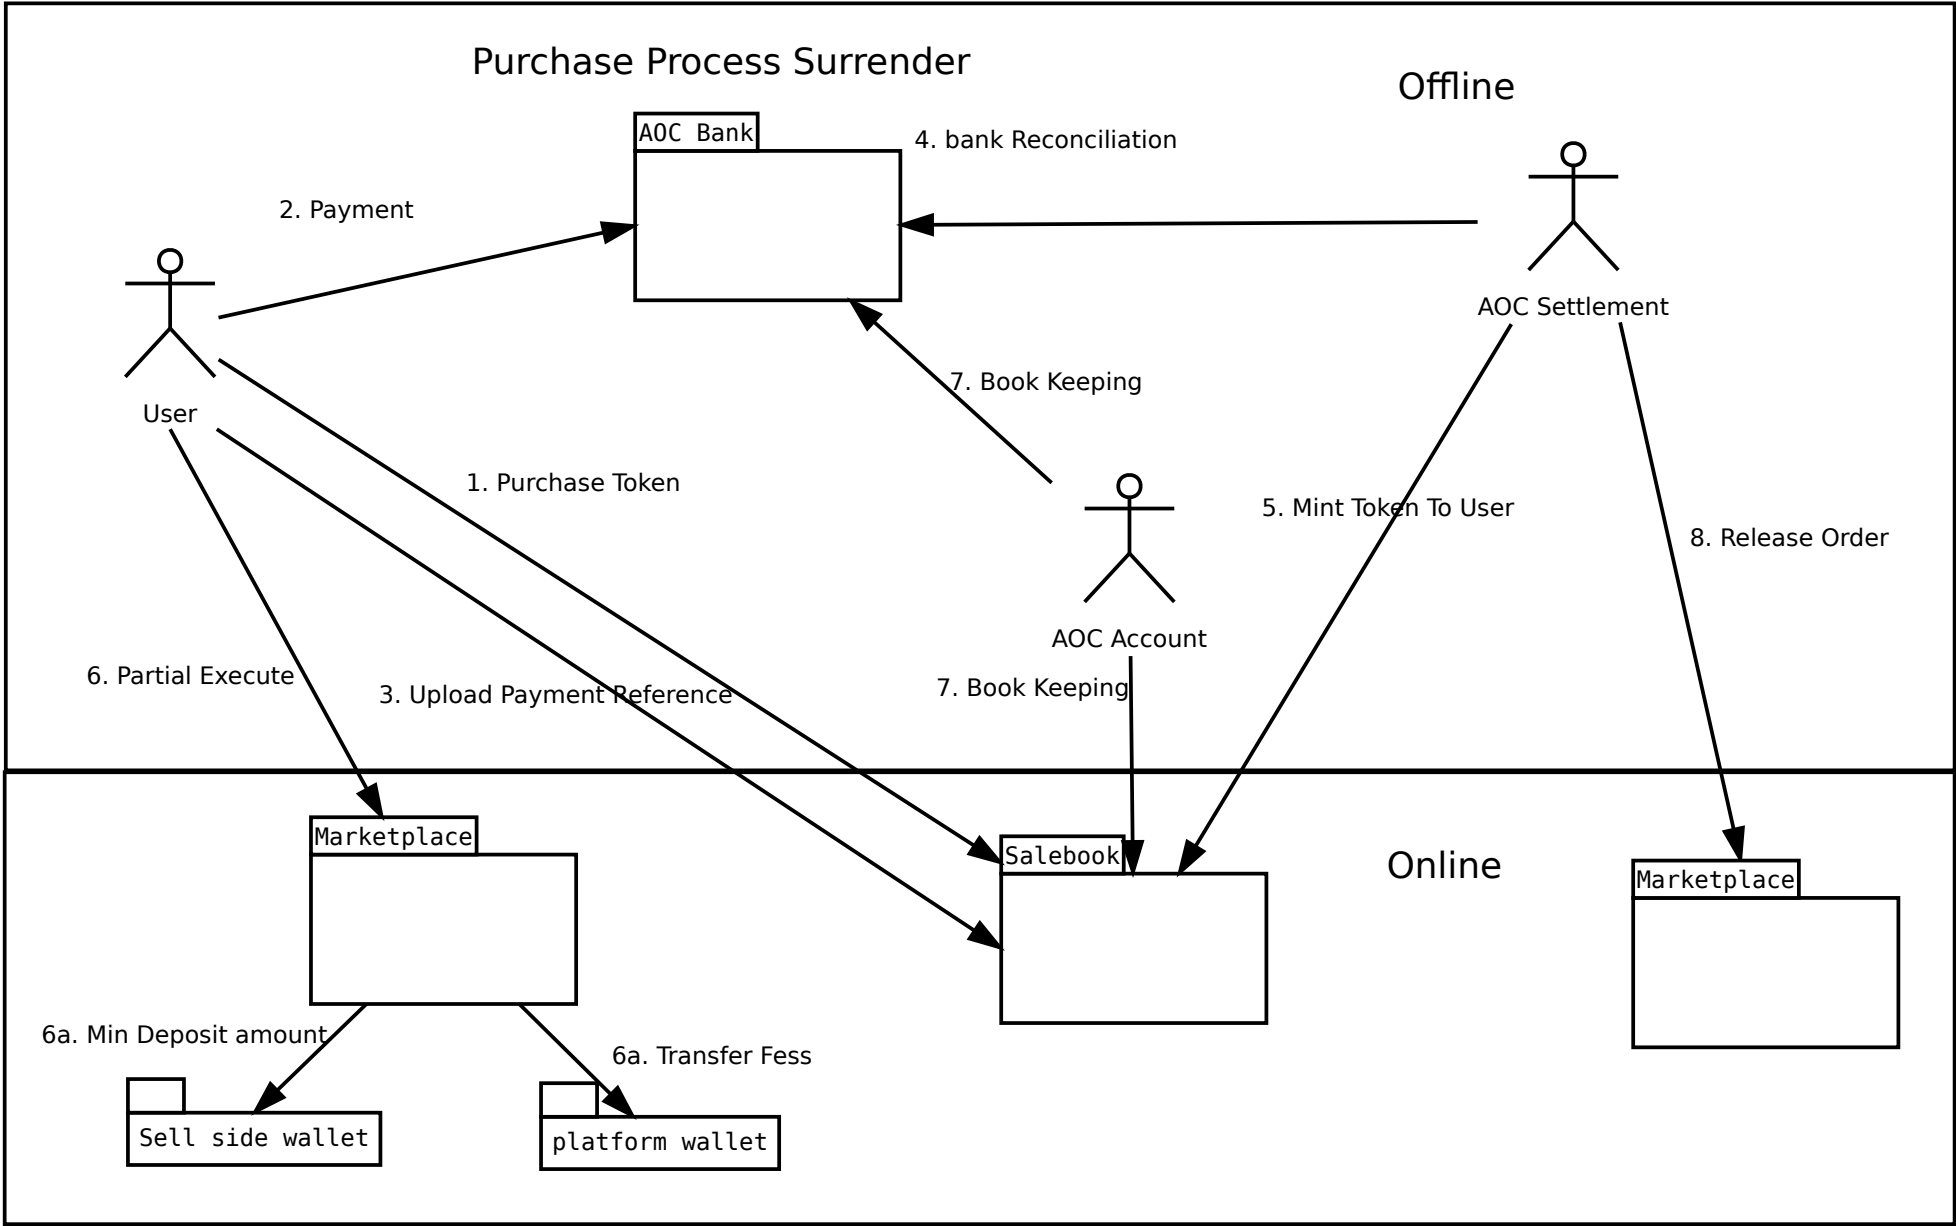 Purchase Process Surrender
Offline
AOC Bank
4. bank Reconciliation
2. Payment
AOC Settlement
7. Book Keeping
User
1. Purchase Token
5. Mint Token To User
8. Release Order
AOC Account
6. Partial Execute
3. Upload Payment Reference
7. Book Keeping
Marketplace
Salebook
Online
Marketplace
6a. Min Deposit amount
6a. Transfer Fess
Sell side wallet
platform wallet